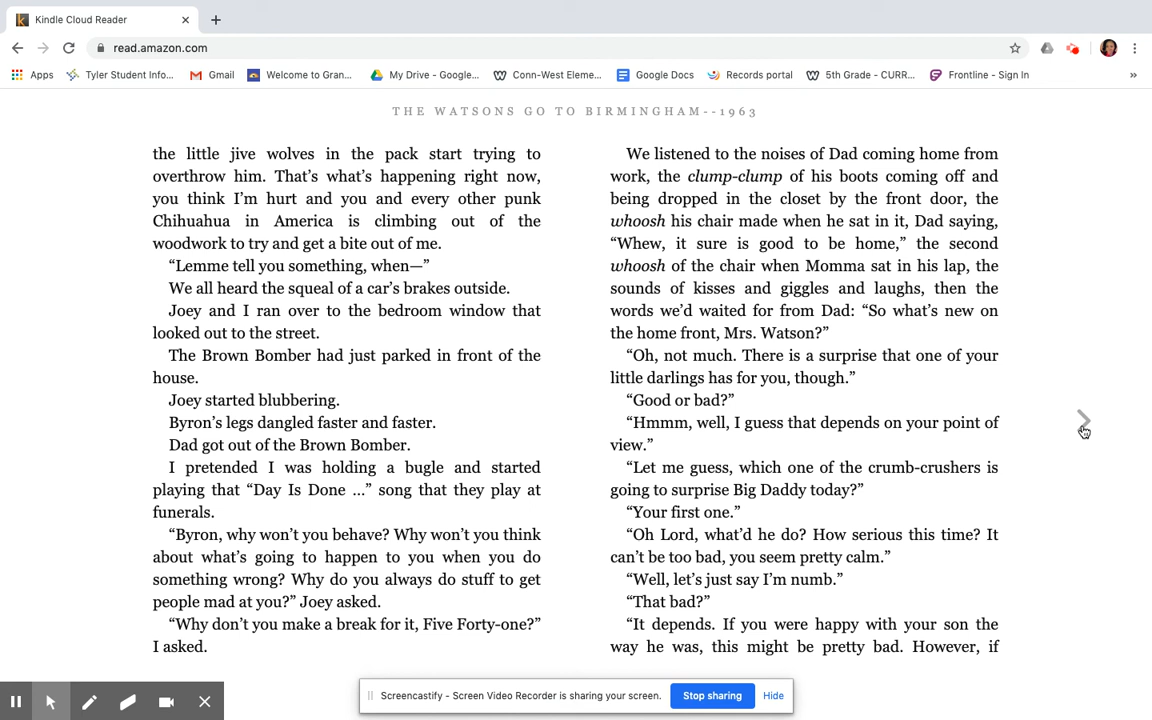 Kindle Cloud Reader
read.amazon.com
Apps
Tyler Student Info...
Gmail
Welcome to Gran...
My Drive - Google...
Conn-West Eleme...
Google Docs
Records portal
5th Grade - CURR...
Frontline - Sign In
»
THE WATSONS GO TO BIRMINGHAM--1963
the little jive wolves in the pack start trying to
overthrow him. That’s what’s happening right now,
you think I’m hurt and you and every other punk
Chihuahua in America is climbing out of the
woodwork to try and get a bite out of me.
“Lemme tell you something, when—”
We all heard the squeal of a car’s brakes outside.
Joey and I ran over to the bedroom window that
looked out to the street.
The Brown Bomber had just parked in front of the
house.
Joey started blubbering.
Byron’s legs dangled faster and faster.
Dad got out of the Brown Bomber.
I pretended I was holding a bugle and started
playing that “Day Is Done ...” song that they play at
funerals.
“Byron, why won’t you behave? Why won’t you think
about what’s going to happen to you when you do
something wrong? Why do you always do stuff to get
people mad at you?” Joey asked.
“Why don’t you make a break for it, Five Forty-one?”
I asked.
We listened to the noises of Dad coming home from
work, the clump-clump of his boots coming off and
being dropped in the closet by the front door, the
whoosh his chair made when he sat in it, Dad saying,
“Whew, it sure is good to be home,” the second
whoosh of the chair when Momma sat in his lap, the
sounds of kisses and giggles and laughs, then the
words we’d waited for from Dad: “So what’s new on
the home front, Mrs. Watson?”
“Oh, not much. There is a surprise that one of your
little darlings has for you, though.”
“Good or bad?”
“Hmmm, well, I guess that depends on your point of
view.”
“Let me guess, which one of the crumb-crushers is
going to surprise Big Daddy today?”
“Your first one.”
“Oh Lord, what’d he do? How serious this time? It
can’t be too bad, you seem pretty calm.”
“Well, let’s just say I’m numb.”
“That bad?”
“It depends. If you were happy with your son the
way he was, this might be pretty bad. However, if
Screencastify - Screen Video Recorder is sharing your screen.
Stop sharing
Hide